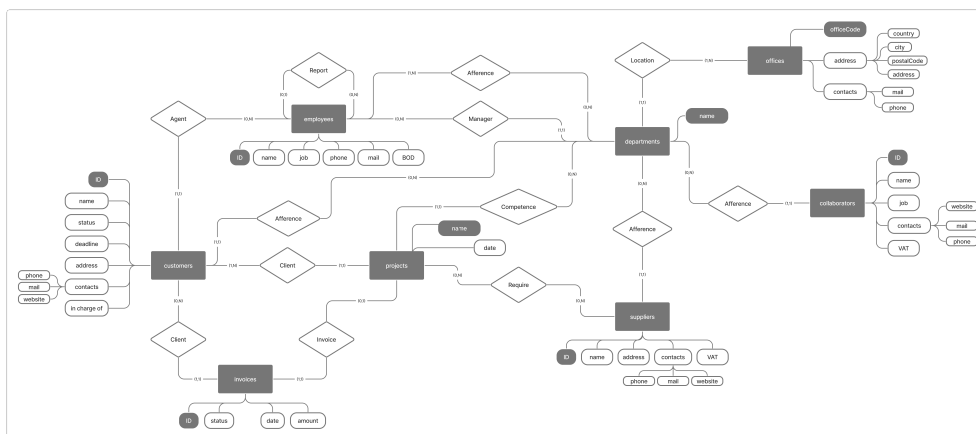 officeCode
country
city
postalCode
address
address
offices
contacts
mail
phone
Location
(1,N)
(1,1)
Report
(0,1)
(0,N)
Afference
(1,N)
(0,N)
Agent
(0,N)
employees
(0,N)
Manager
(1,1)
name
departments
ID
name
job
phone
mail
BOD
(1,1)
(0,N)
(0,N)
(0,N)
(0,N)
ID
name
job
contacts
website
mail
phone
VAT
Afference
(1,1)
collaborators
ID
name
status
deadline
address
contacts
phone
mail
website
in charge of
customers
(1,1)
Afference
(1,1)
Competence
name
date
Afference
(1,N)
Client
(1,1)
projects
(0,N)
Require
(0,N)
(1,1)
suppliers
ID
name
address
contacts
VAT
phone
mail
website
(0,N)
Client
(1,1)
Invoice
(1,1)
Invoices
ID
status
date
amount